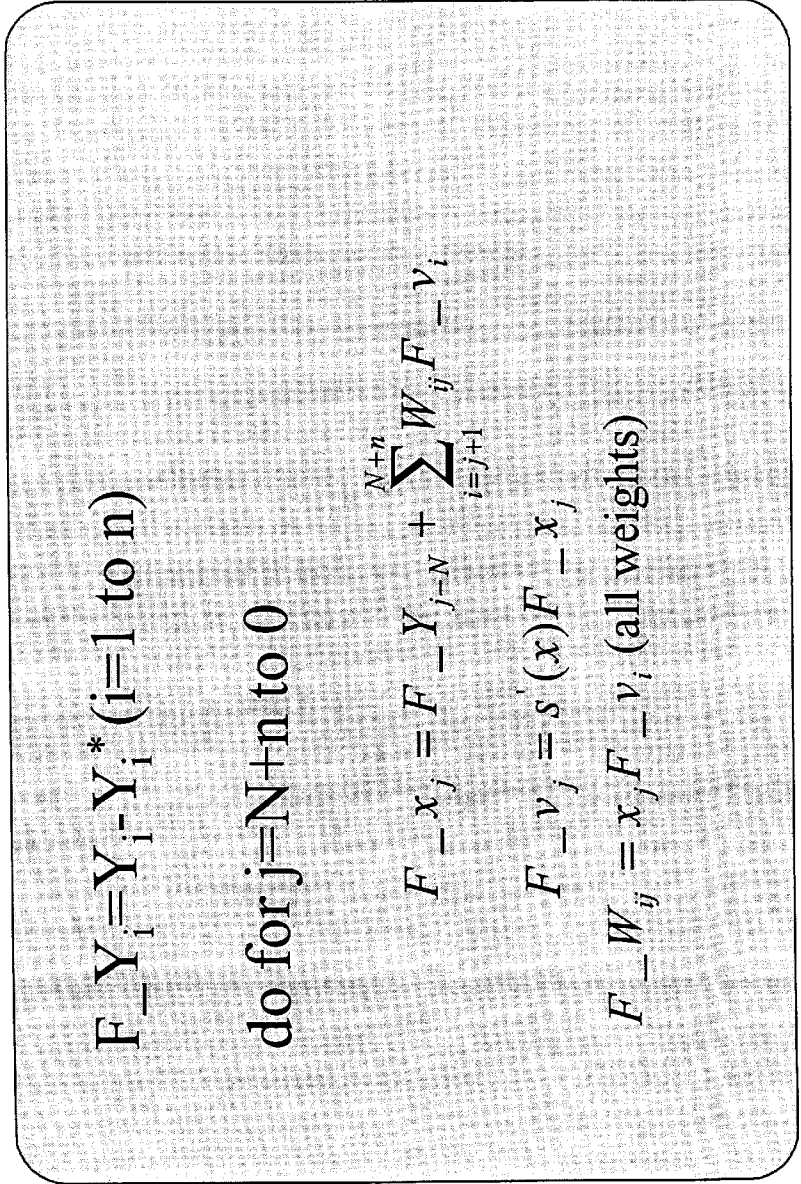 F_Y_i=Y_i-Y_i^* (i=1 to n)
do for j=N+n to 0
F_x_j = F_Y_{j-N} + \sum_{i=j+1}^{N+n} W_{ij} F_v_i
F_v_j = s'(x) F_x_j
F_W_{ij} = x_j F_v_i (all weights)